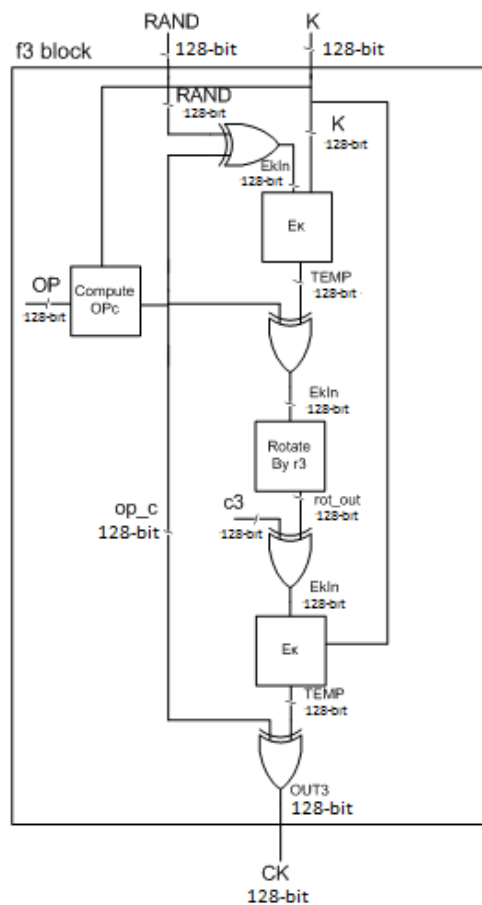 RAND
K
128-bit
128-bit
f3 block
RAND
128-bit
K
128-bit
EkIn
128-bit
Eк
TEMP
128-bit
OP
128-bit
Compute
OPc
EkIn
128-bit
Rotate
By r3
rot_out
128-bit
op_c
128-bit
c3
128-bit
EkIn
128-bit
Eк
TEMP
128-bit
OUT3
128-bit
CK
128-bit